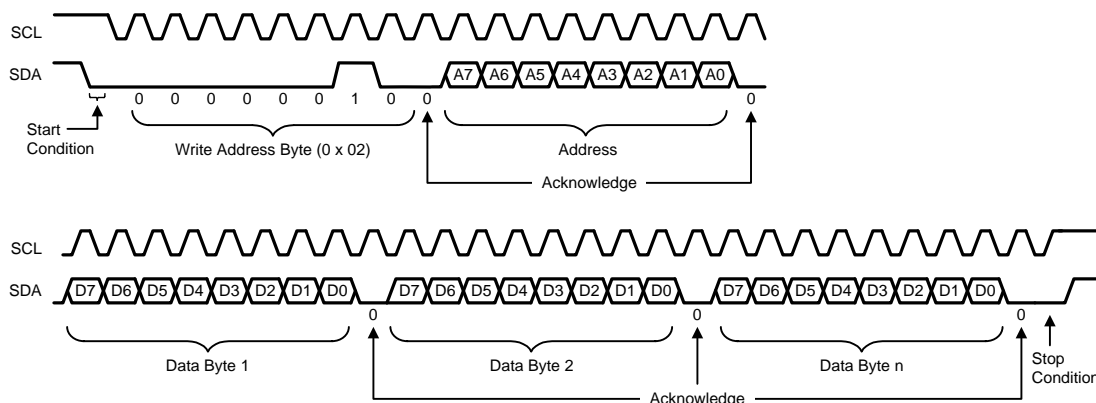 SCL
SDA A7 A6 A5 A4 A3 A2 A1 A0
0 0 0 0 0 0 1 0 0 0
Start
Condition
Write Address Byte (0 x 02)
Address
Acknowledge
SCL
SDA D7 D6 D5 D4 D3 D2 D1 D0 D7 D6 D5 D4 D3 D2 D1 D0 D7 D6 D5 D4 D3 D2 D1 D0
0 0 0
Data Byte 1 Data Byte 2 Data Byte n
Stop
Condition
Acknowledge